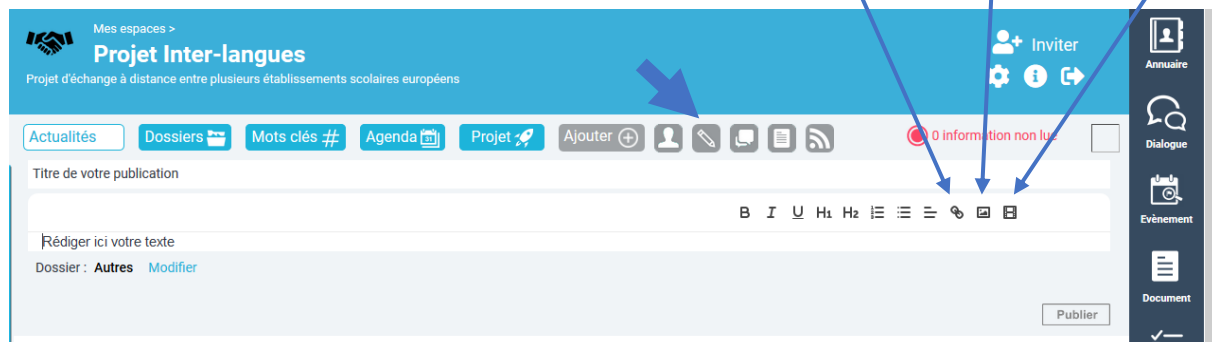 Mes espaces >
Projet Inter-langues
Projet d'échange à distance entre plusieurs établissements scolaires européens
Inviter
Actualités Dossiers Mots clés # Agenda 31 Projet Ajouter 0 information non lue
Titre de votre publication
B I U H1 H2
Rédiger ici votre texte
Dossier : Autres Modifier
Publier
Annuaire
Dialogue
Evènement
Document